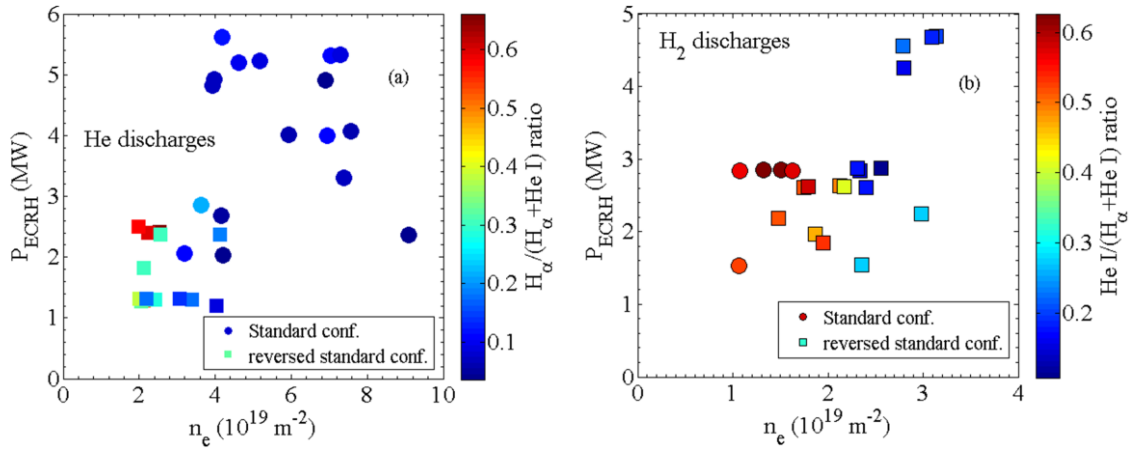 6
5
4
3
2
1
0
P_ECRH (MW)
(a)
He discharges
Standard conf.
reversed standard conf.
0 2 4 6 8 10
n_e (10^19 m^-2)
0.6
0.5
0.4
0.3
0.2
0.1
H_α/(H_α+He I) ratio
5
4
3
2
1
0
P_ECRH (MW)
H_2 discharges
(b)
Standard conf.
reversed standard conf.
0 1 2 3 4
n_e (10^19 m^-2)
0.6
0.5
0.4
0.3
0.2
He I/(H_α+He I) ratio